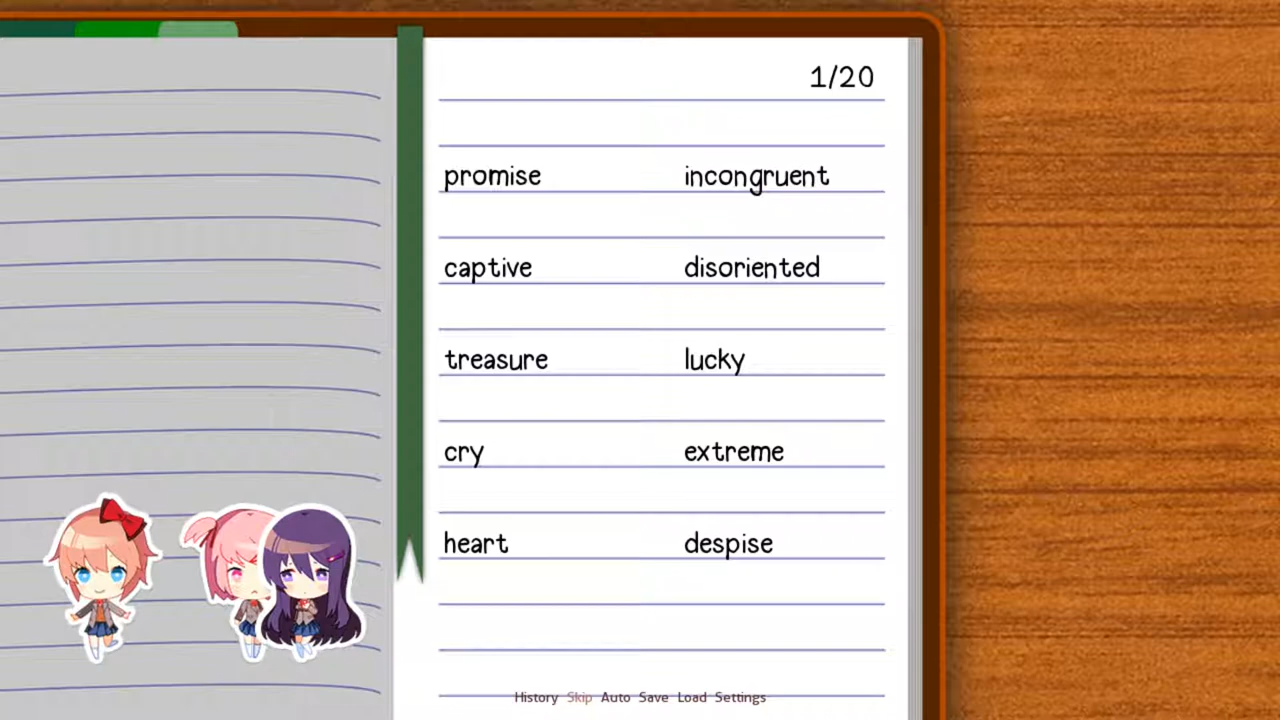 1/20
promise incongruent
captive disoriented
treasure lucky
cry extreme
heart despise
History Skip Auto Save Load Settings